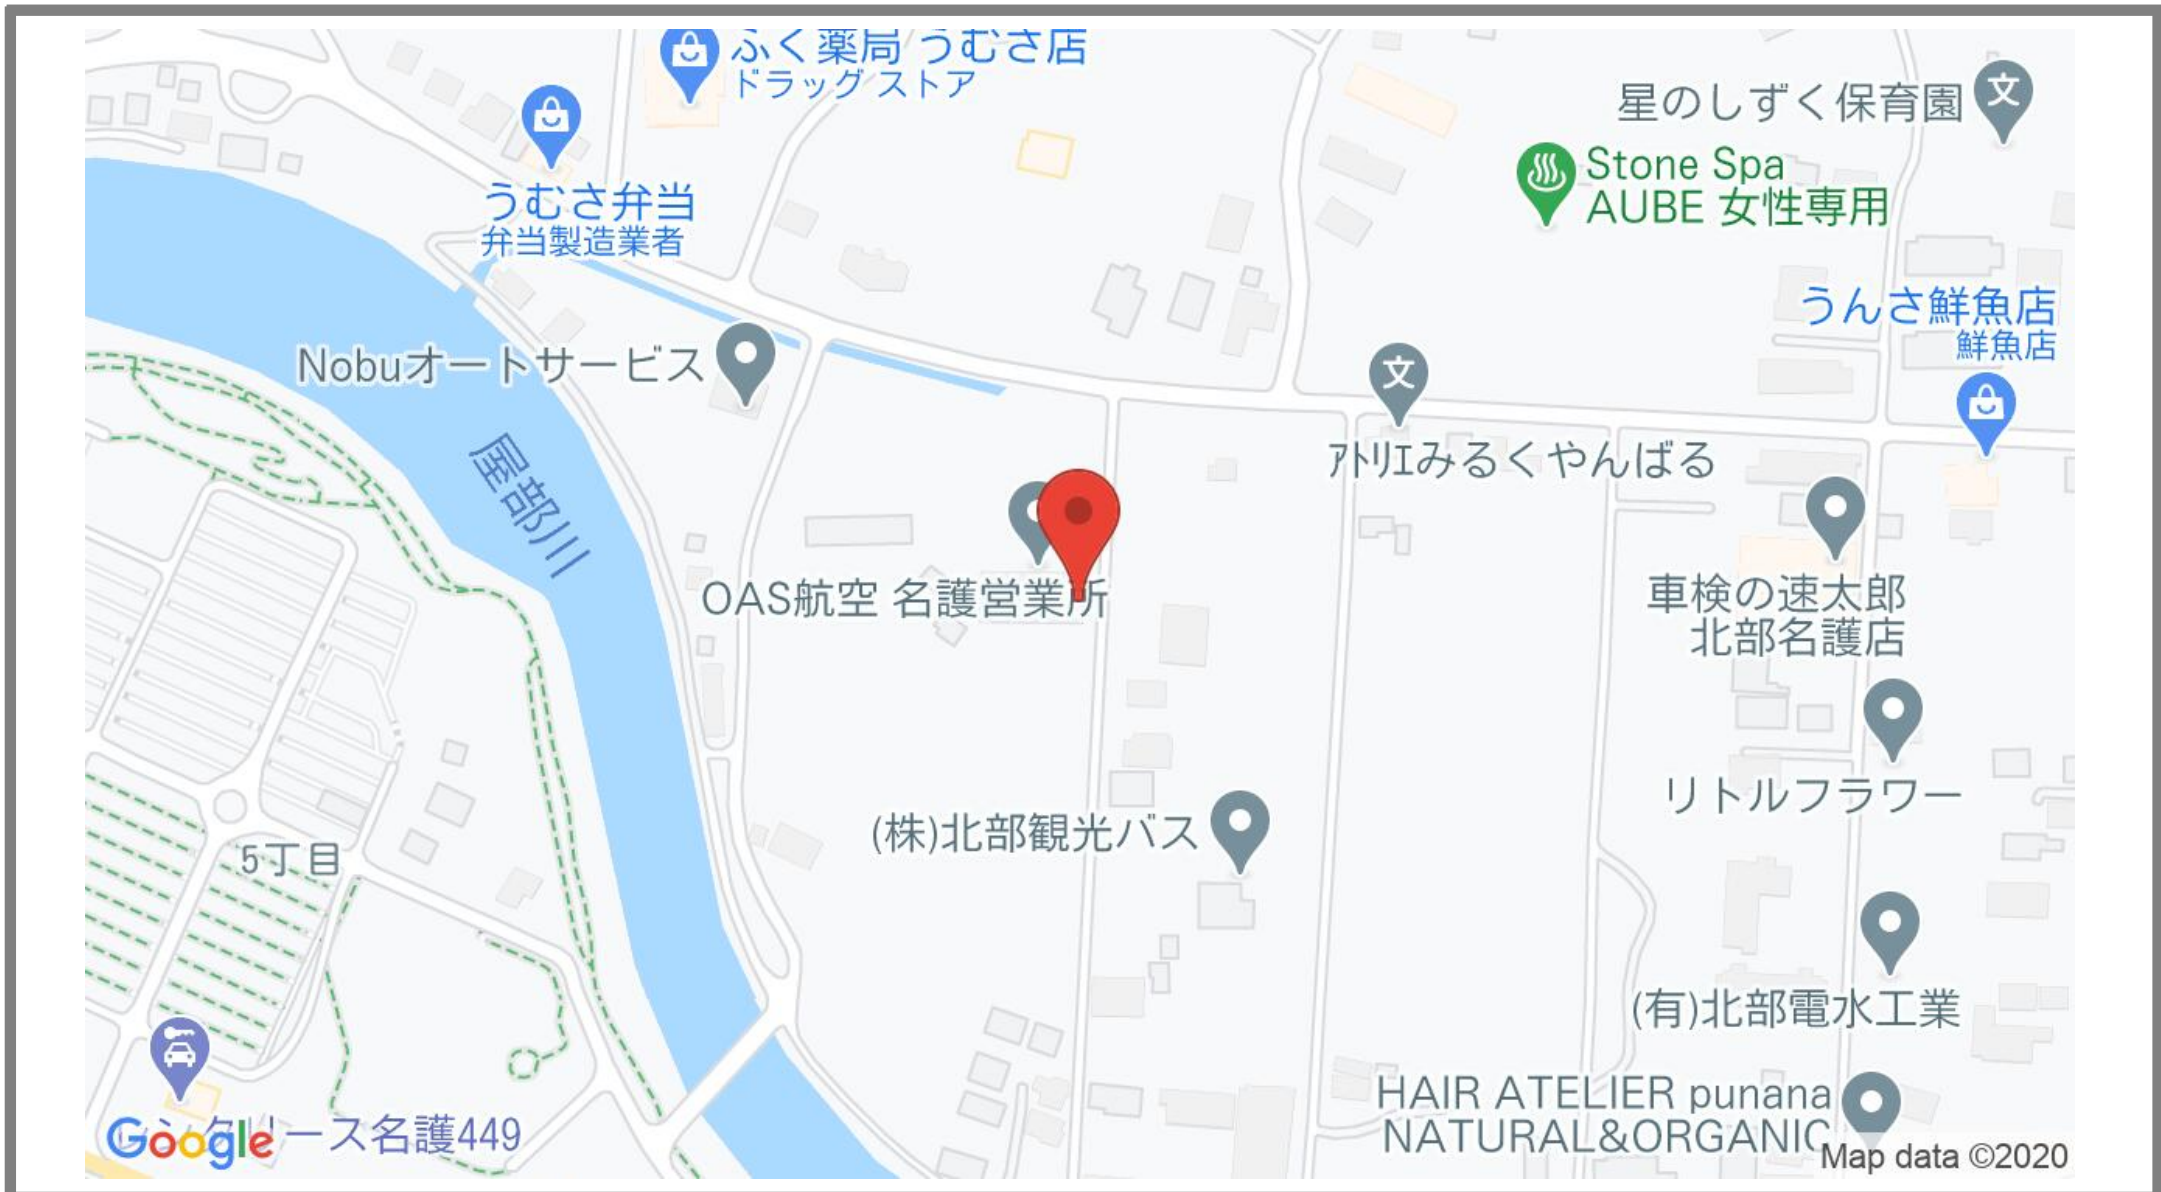 ふく薬局 うむさ店
ドラッグストア
星のしずく保育園
文
Stone Spa
AUBE 女性専用
うむさ弁当
弁当製造業者
うんさ鮮魚店
鮮魚店
Nobuオートサービス
文
ｱﾄﾘｴみるくやんばる
屋部川
OAS航空 名護営業所
車検の速太郎
北部名護店
リトルフラワー
(株)北部観光バス
5丁目
(有)北部電水工業
HAIR ATELIER punana
NATURAL&ORGANIC
ース名護449
Google
Map data ©2020